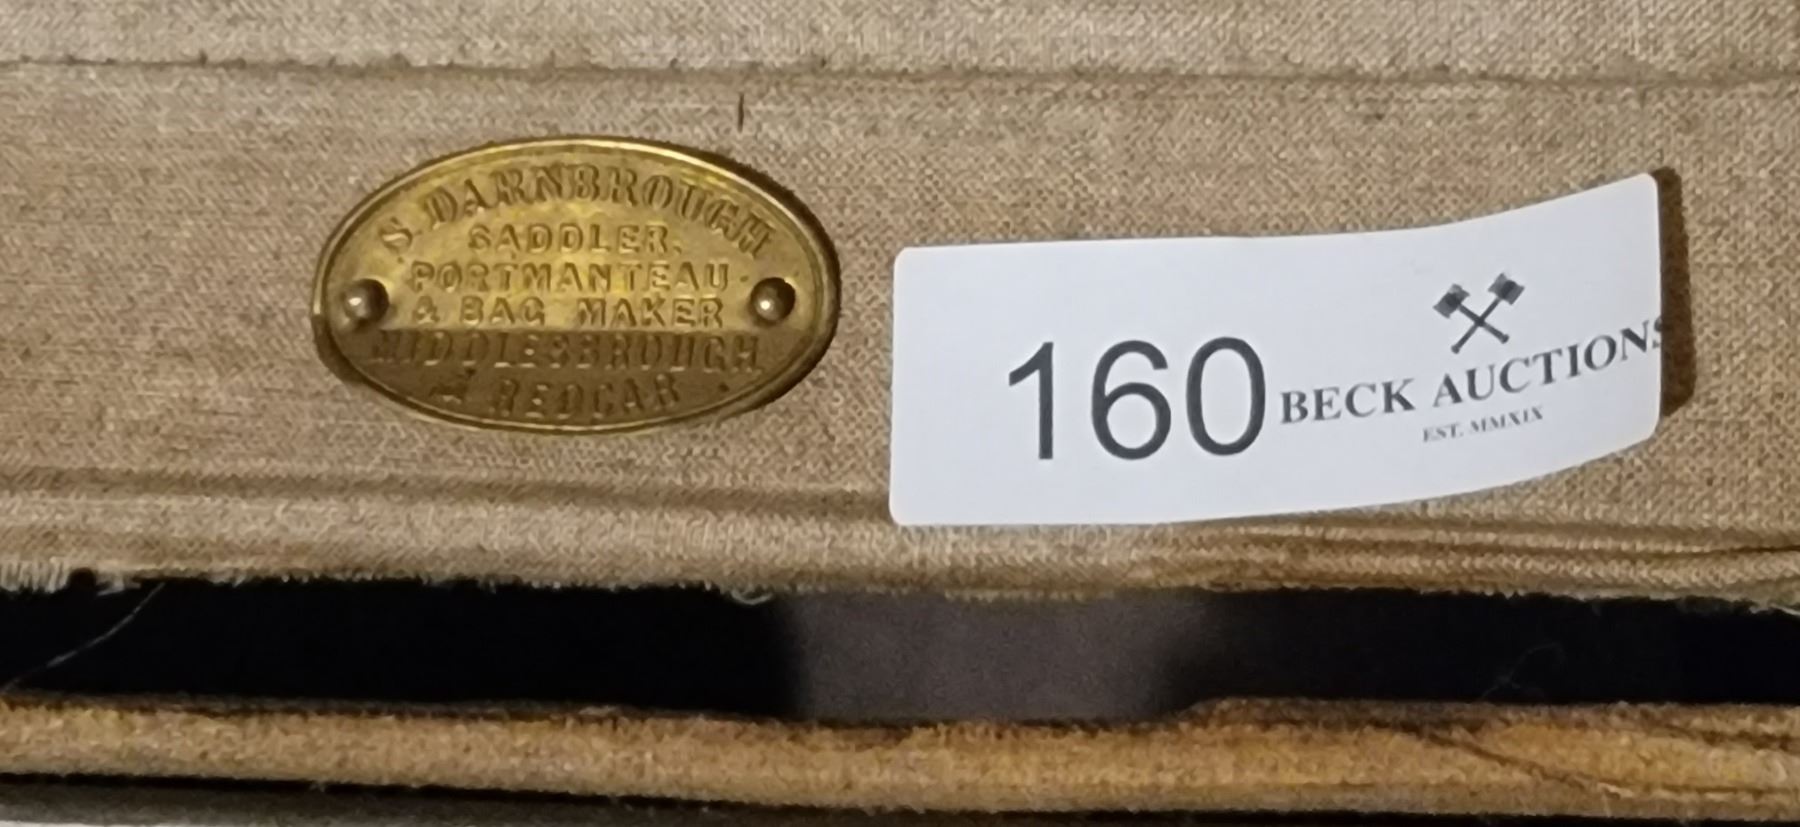 S. DARNBROUGH
SADDLER.
PORTMANTEAU
& BAG MAKER
MIDDLESBROUGH
& REDCAR
160
BECK AUCTIONS
EST. MMXIX